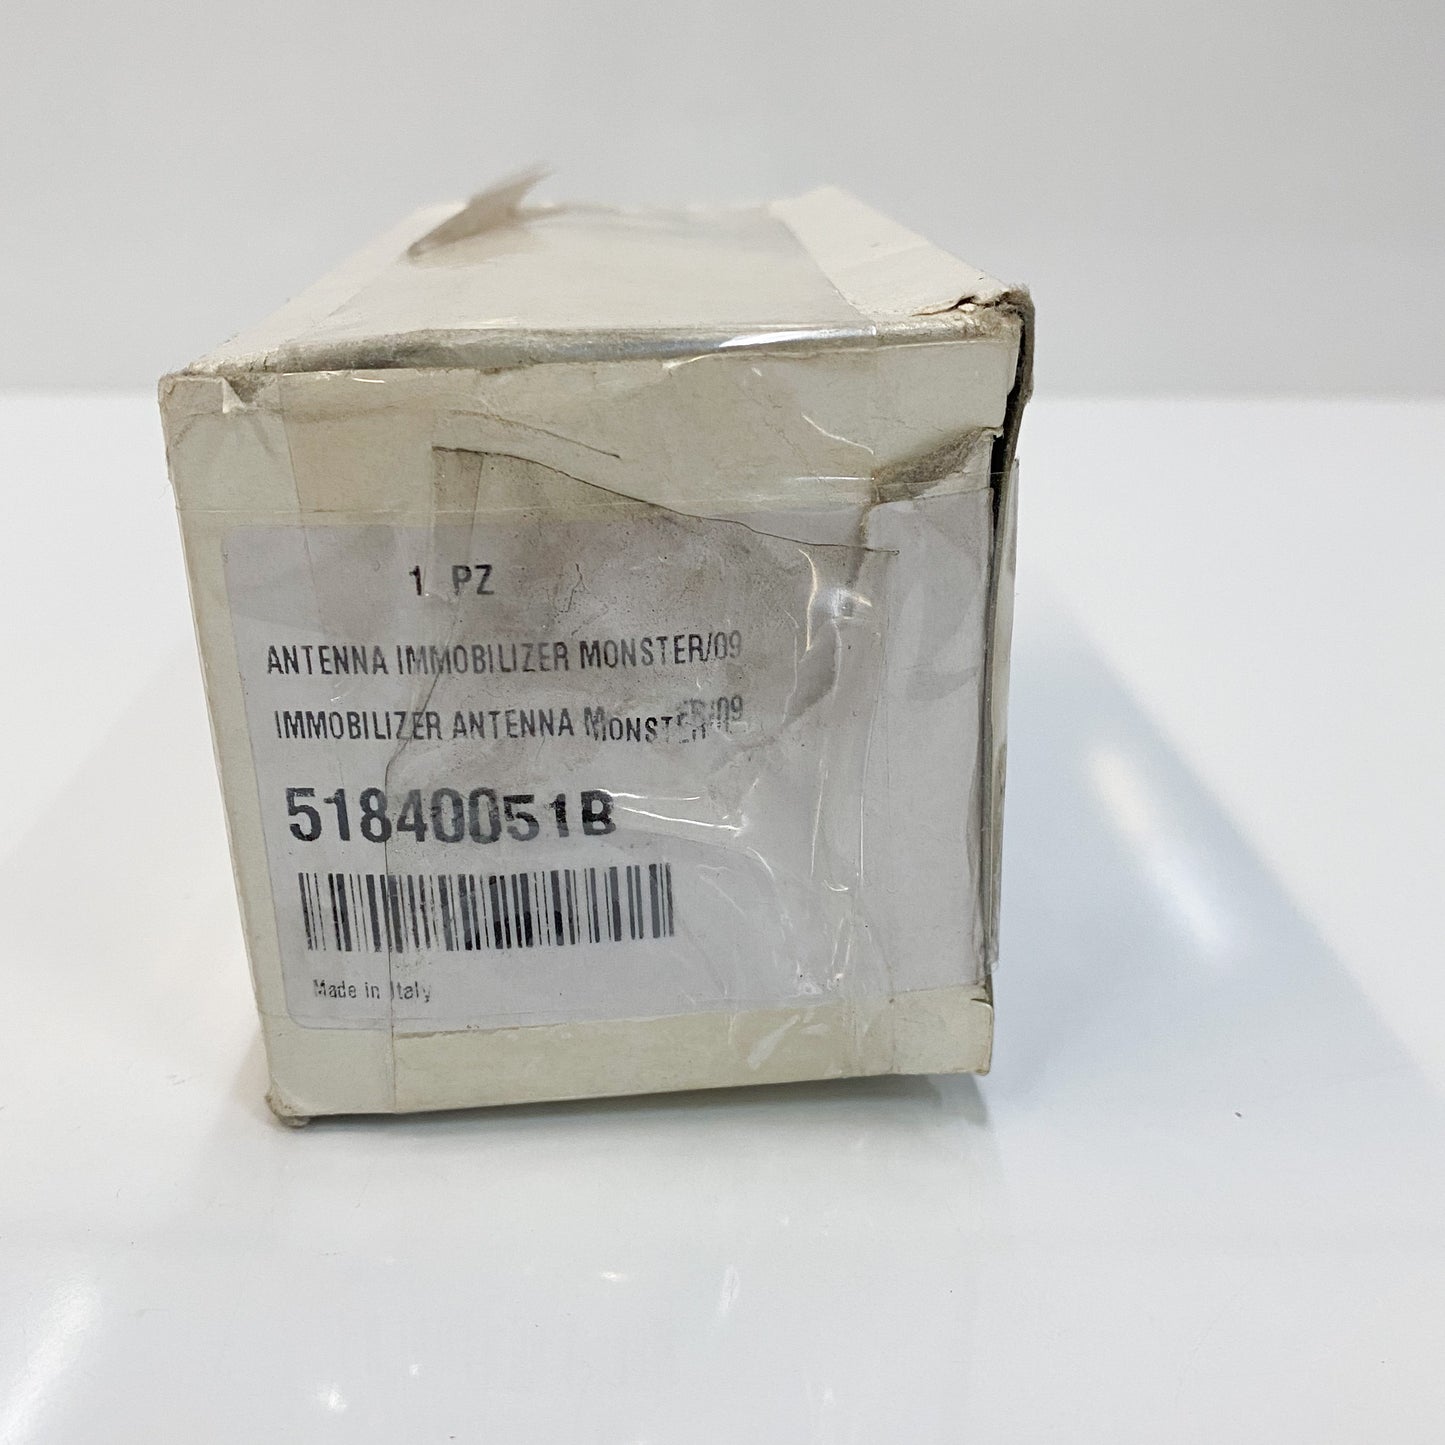 1 PZ
ANTENNA IMMOBILIZER MONSTER/09
IMMOBILIZER ANTENNA MONSTER/09
51840051B
Made in Italy